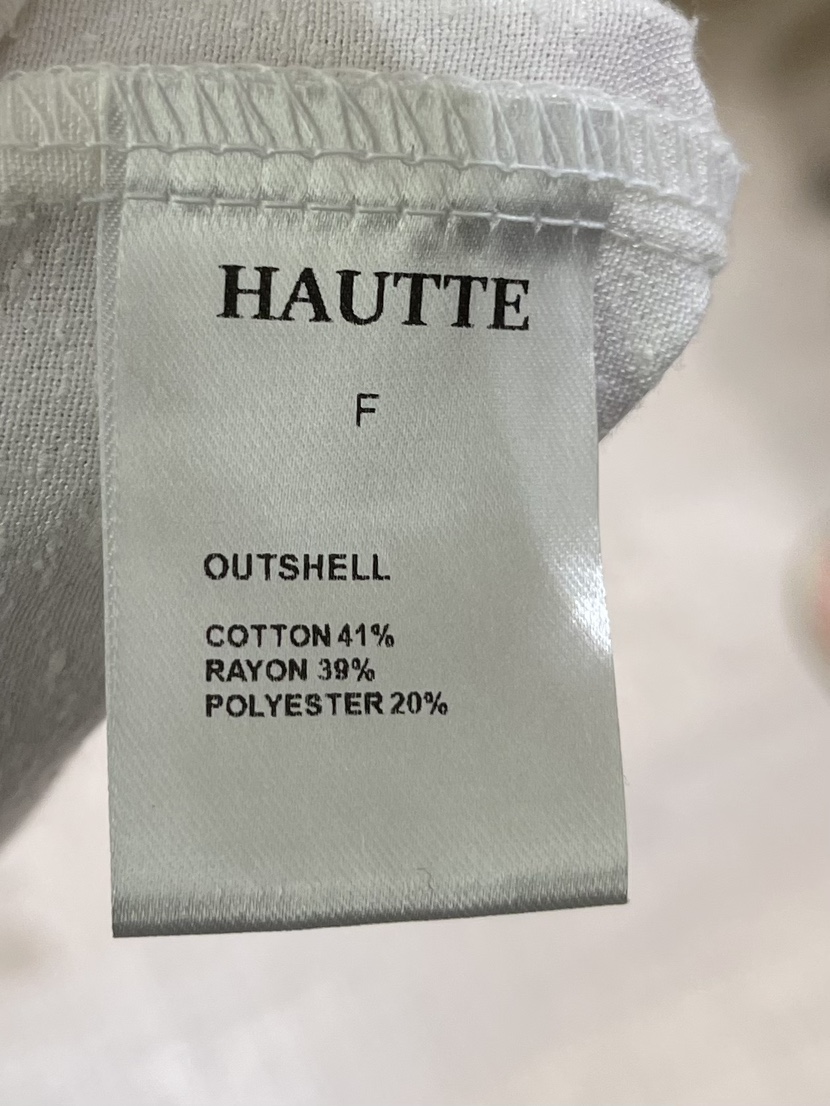 HAUTTE
F
OUTSHELL
COTTON 41%
RAYON 39%
POLYESTER 20%